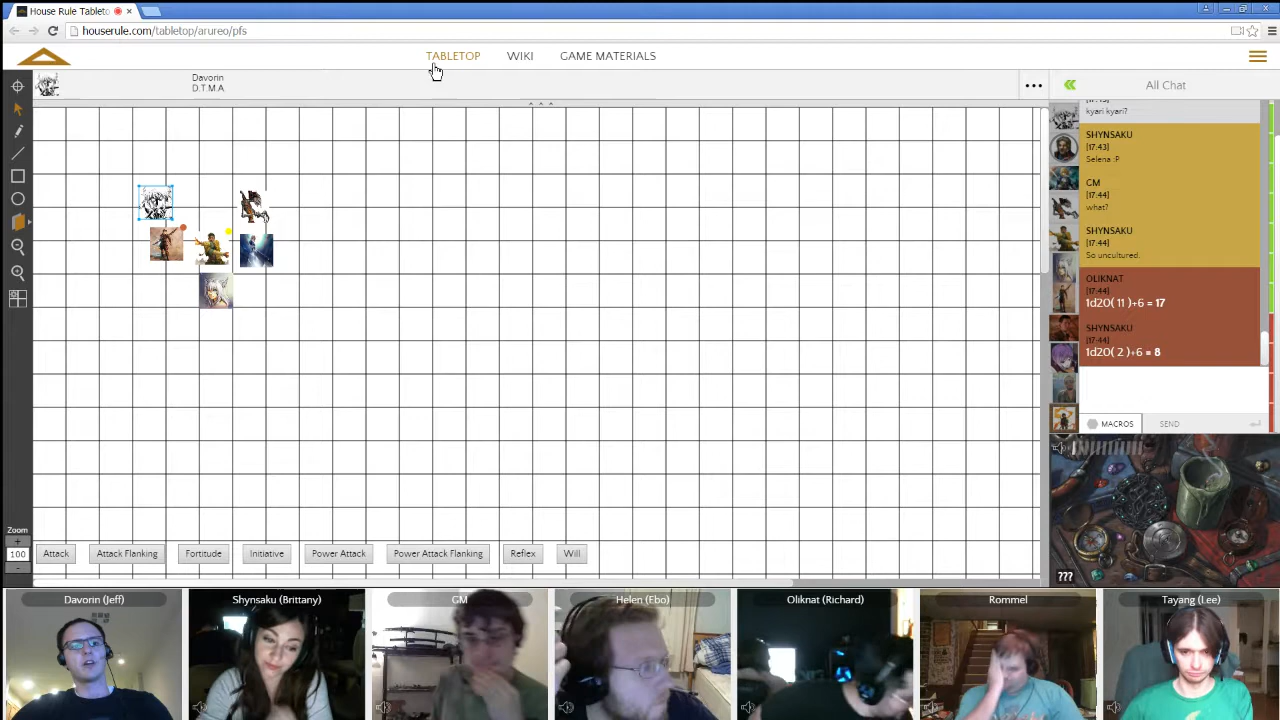 House Rule Tableto
houserule.com/tabletop/arureo/pfs
TABLETOP WIKI GAME MATERIALS
Davorin
D.T.M.A
All Chat
kyari kyari?
SHYNSAKU
[17:43]
Selena :P
GM
[17:44]
what?
SHYNSAKU
[17:44]
So uncultured.
OLIKNAT
[17:44]
1d20( 11 )+6 = 17
SHYNSAKU
[17:44]
1d20( 2 )+6 = 8
MACROS SEND
Zoom
+
100
-
Attack Attack Flanking Fortitude Initiative Power Attack Power Attack Flanking Reflex Will
???
Davorin (Jeff) Shynsaku (Brittany) GM Helen (Ebo) Oliknat (Richard) Rommel Tayang (Lee)